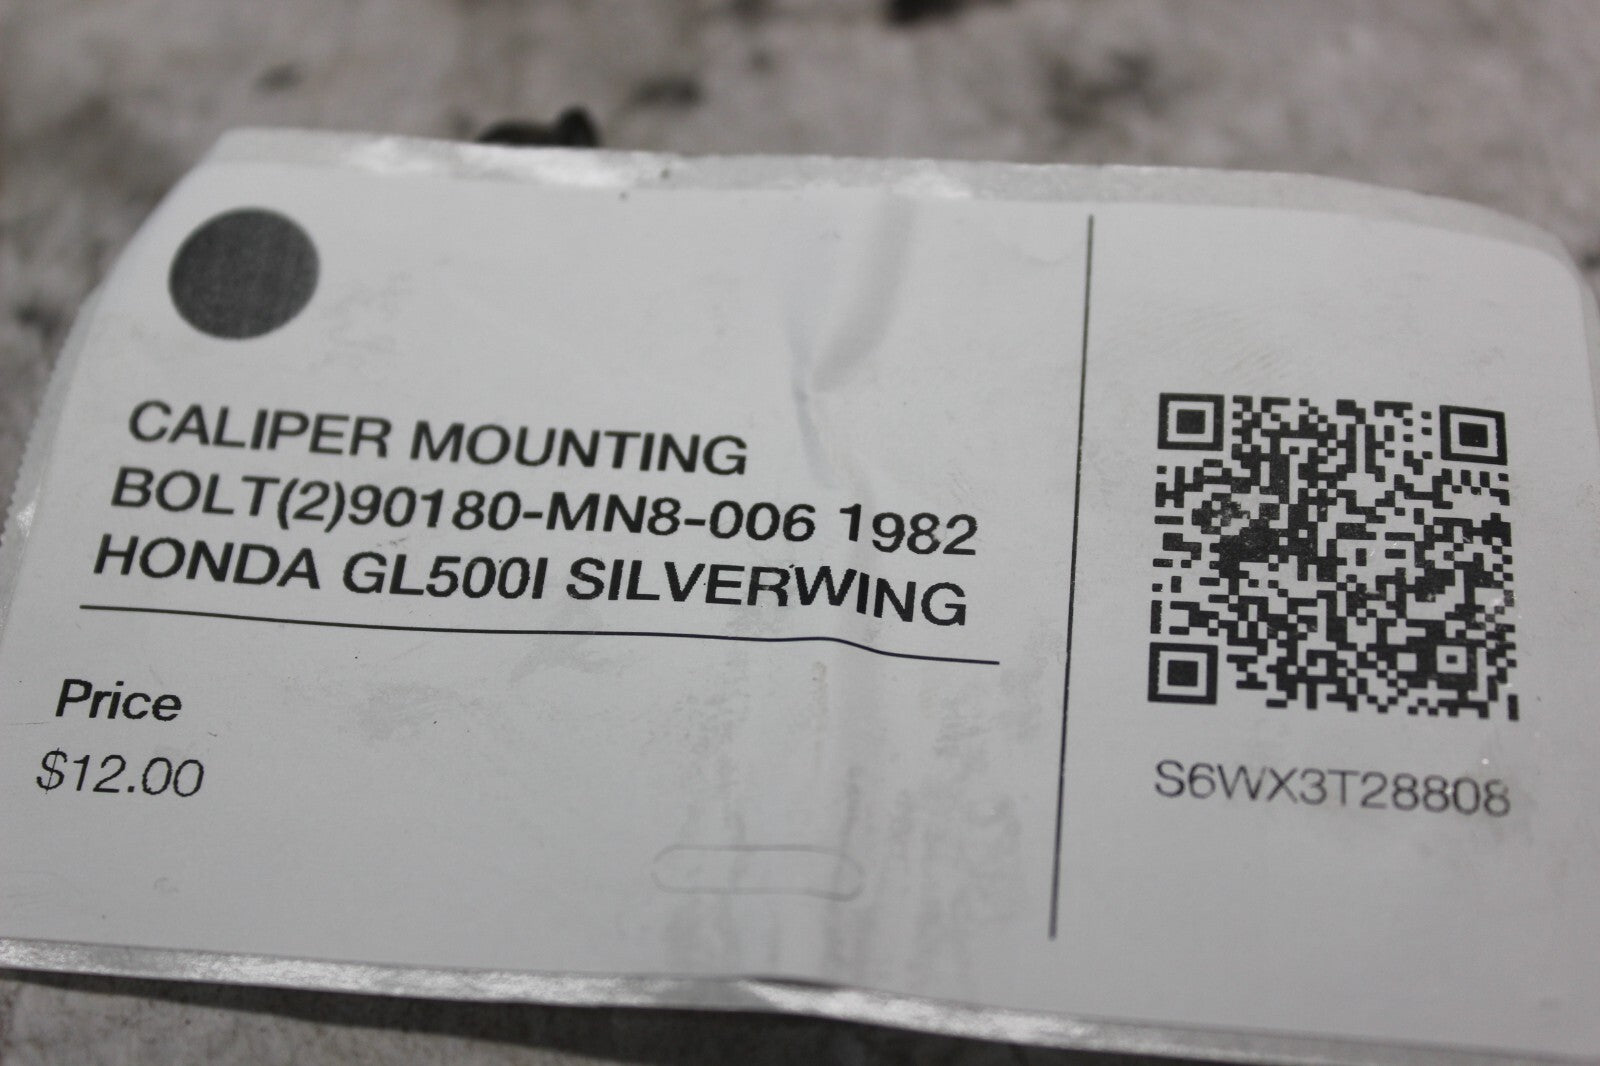 CALIPER MOUNTING
BOLT(2)90180-MN8-006 1982
HONDA GL500I SILVERWING
Price
$12.00
S6WX3T28808